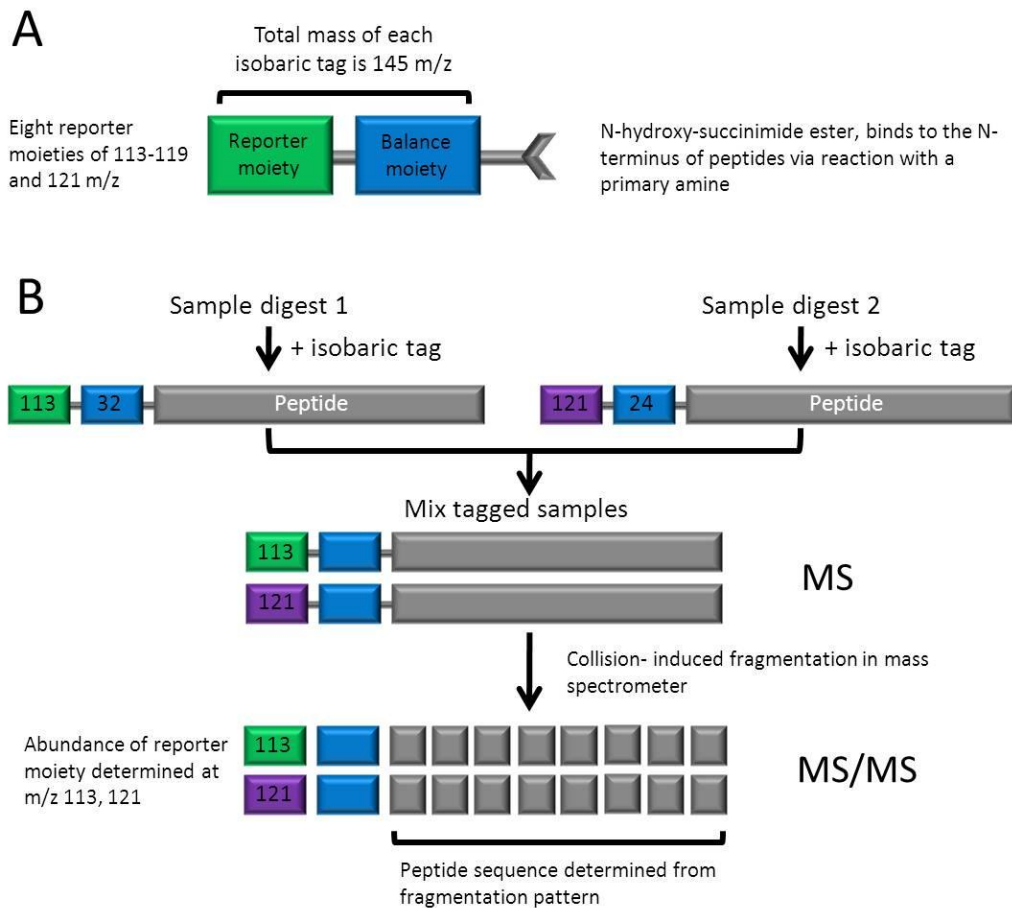 A
Total mass of each
isobaric tag is 145 m/z
Eight reporter
moieties of 113-119
and 121 m/z
Reporter
moiety
Balance
moiety
N-hydroxy-succinimide ester, binds to the N-
terminus of peptides via reaction with a
primary amine
B
Sample digest 1
+ isobaric tag
Sample digest 2
+ isobaric tag
113
32
Peptide
121
24
Peptide
Mix tagged samples
113
121
MS
Collision- induced fragmentation in mass
spectrometer
Abundance of reporter
moiety determined at
m/z 113, 121
113
121
MS/MS
Peptide sequence determined from
fragmentation pattern